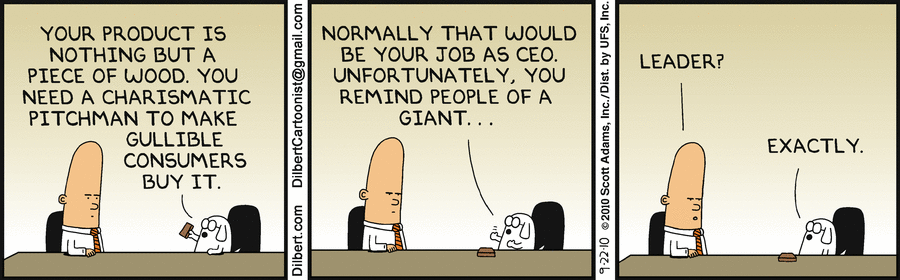 YOUR PRODUCT IS
NOTHING BUT A
PIECE OF WOOD. YOU
NEED A CHARISMATIC
PITCHMAN TO MAKE
GULLIBLE
CONSUMERS
BUY IT.
Dilbert.com DilbertCartoonist@gmail.com
NORMALLY THAT WOULD
BE YOUR JOB AS CEO.
UNFORTUNATELY, YOU
REMIND PEOPLE OF A
GIANT...
9-22-10 © 2010 Scott Adams, Inc./Dist. by UFS, Inc.
LEADER?
EXACTLY.